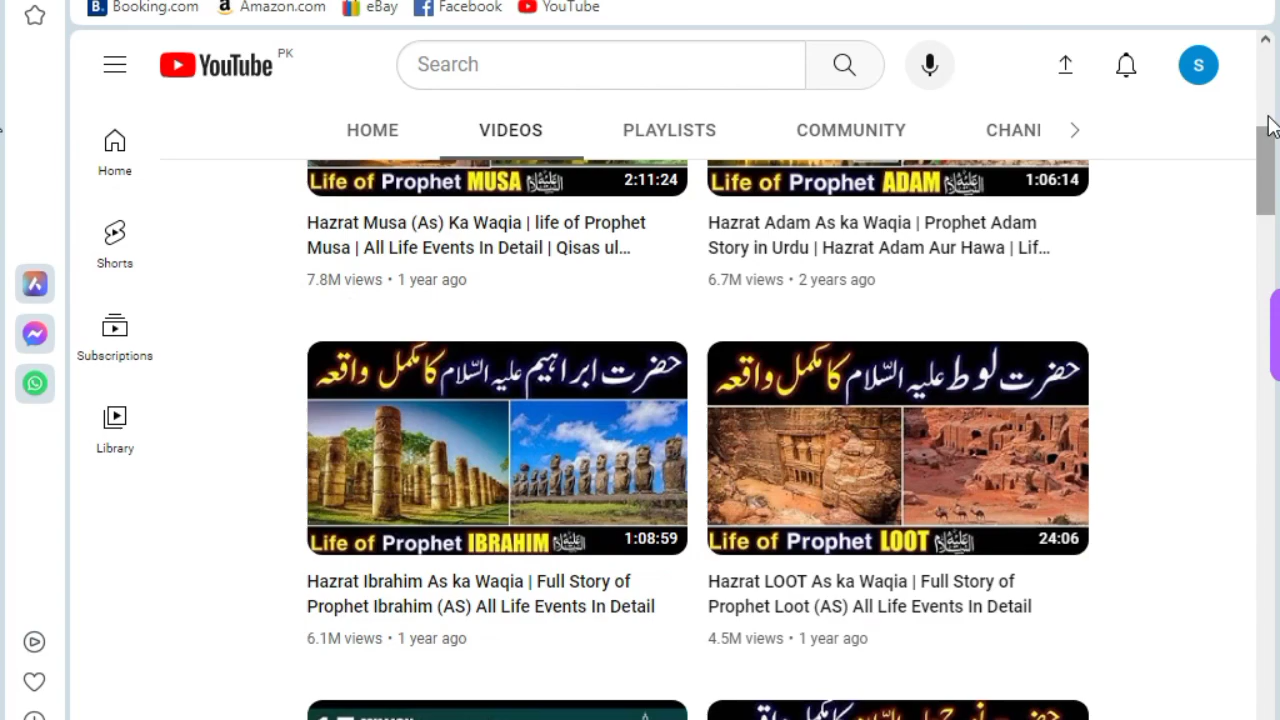 Booking.com Amazon.com eBay Facebook YouTube
YouTube PK
Search
S
HOME VIDEOS PLAYLISTS COMMUNITY CHANI
Home
Shorts
Subscriptions
Library
Life of Prophet MUSA 2:11:24
Hazrat Musa (As) Ka Waqia | life of Prophet
Musa | All Life Events In Detail | Qisas ul...
7.8M views • 1 year ago
Life of Prophet ADAM 1:06:14
Hazrat Adam As ka Waqia | Prophet Adam
Story in Urdu | Hazrat Adam Aur Hawa | Lif...
6.7M views • 2 years ago
حضرت ابراہیم علیہ السّلام کا مکمل واقعہ
Life of Prophet IBRAHIM 1:08:59
Hazrat Ibrahim As ka Waqia | Full Story of
Prophet Ibrahim (AS) All Life Events In Detail
6.1M views • 1 year ago
حضرت لوط علیہ السّلام کا مکمل واقعہ
Life of Prophet LOOT 24:06
Hazrat LOOT As ka Waqia | Full Story of
Prophet Loot (AS) All Life Events In Detail
4.5M views • 1 year ago